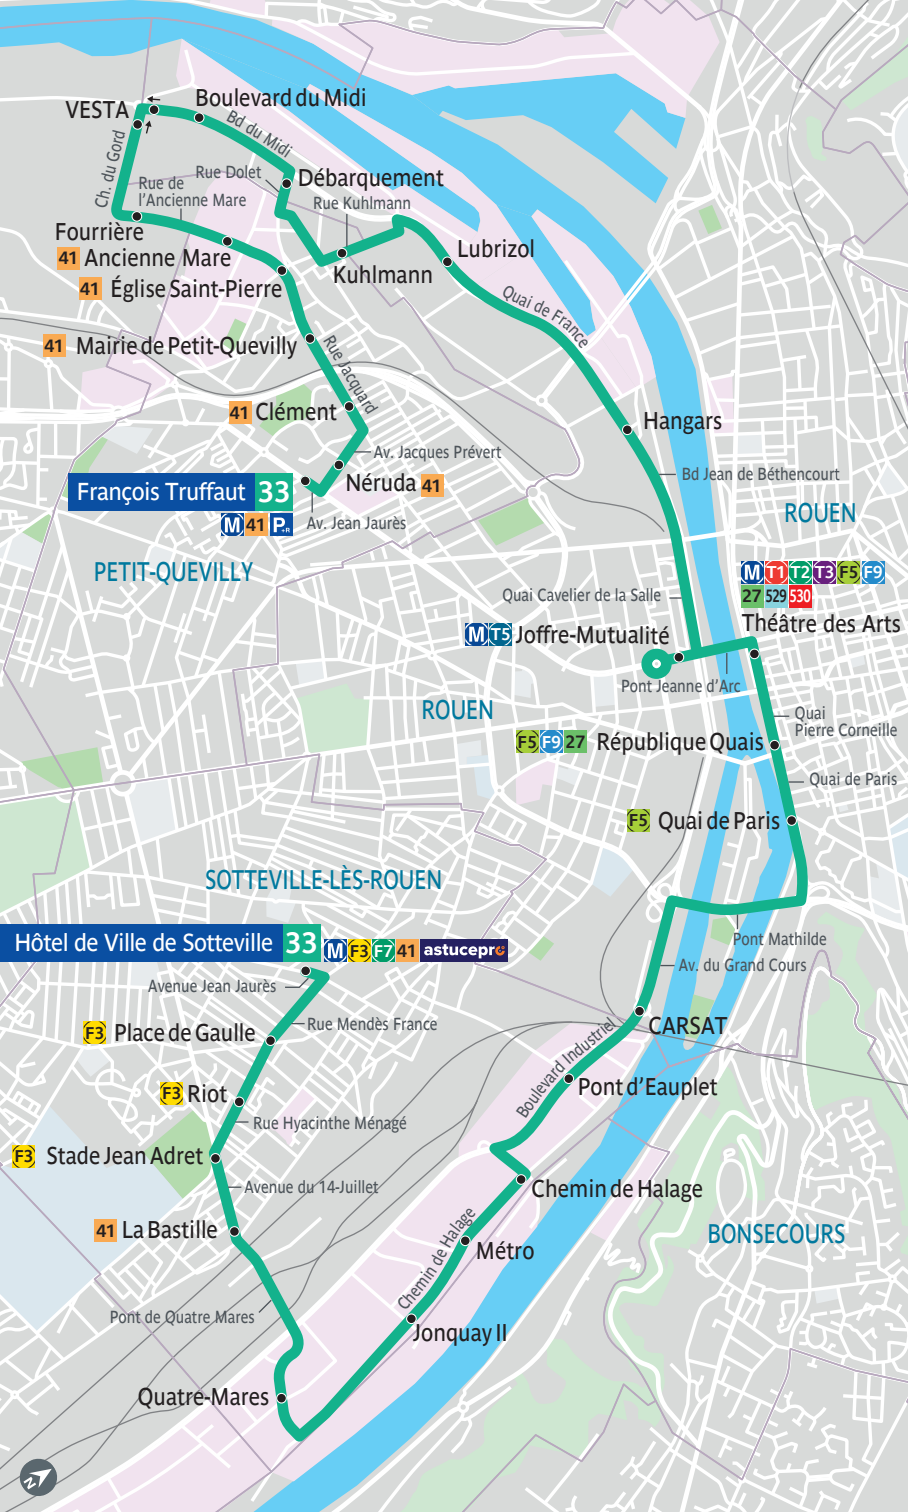 VESTA
Boulevard du Midi
Bd du Midi
Ch. du Gord
Rue Dolet
Débarquement
Rue de
l'Ancienne Mare
Rue Kuhlmann
Fourrière
41 Ancienne Mare
Lubrizol
Kuhlmann
41 Église Saint-Pierre
Quai de France
41 Mairie de Petit-Quevilly
Rue Jacquard
41 Clément
Hangars
Av. Jacques Prévert
Bd Jean de Béthencourt
Néruda 41
François Truffaut 33
M 41 P+R
Av. Jean Jaurès
ROUEN
PETIT-QUEVILLY
M T1 T2 T3 F5 F9
27 529 530
Théâtre des Arts
Quai Cavelier de la Salle
M T5 Joffre-Mutualité
Pont Jeanne d'Arc
ROUEN
Quai
Pierre Corneille
F5 F9 27 République Quais
Quai de Paris
F5 Quai de Paris
SOTTEVILLE-LÈS-ROUEN
Hôtel de Ville de Sotteville 33 M F3 F7 41 astucepro
Pont Mathilde
Av. du Grand Cours
Avenue Jean Jaurès
Rue Mendès France
F3 Place de Gaulle
CARSAT
Boulevard Industriel
Pont d'Eauplet
F3 Riot
Rue Hyacinthe Ménagé
F3 Stade Jean Adret
Avenue du 14-Juillet
Chemin de Halage
41 La Bastille
BONSECOURS
Métro
Chemin de Halage
Pont de Quatre Mares
Jonquay II
Quatre-Mares
N